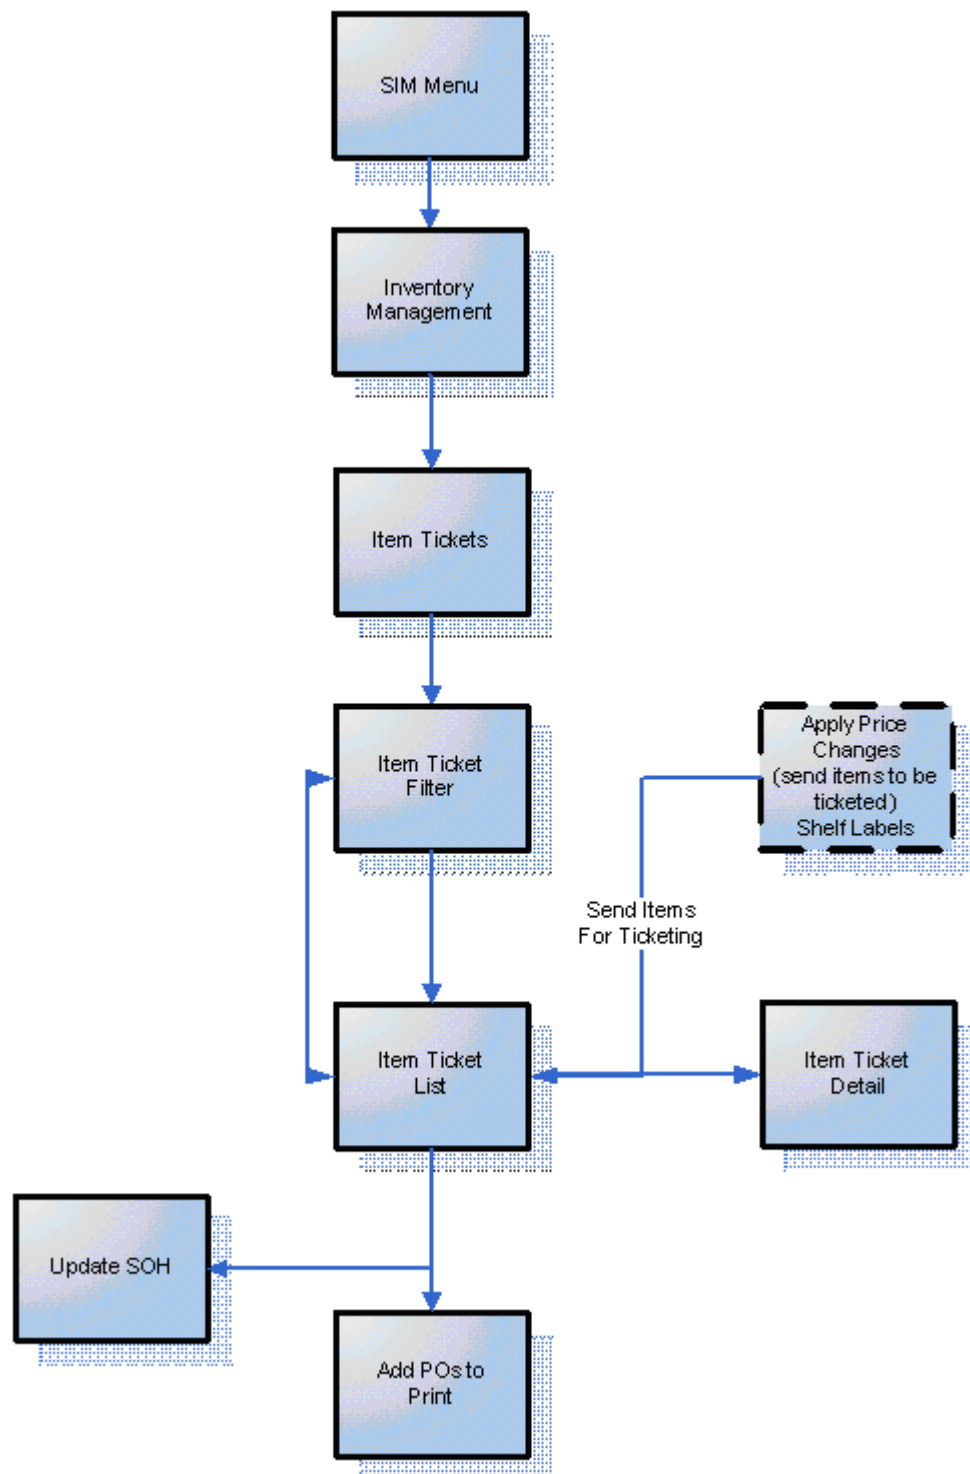 SIM Menu
Inventory
Management
Item Tickets
Item Ticket
Filter
Apply Price
Changes
(send items to be
ticketed)
Shelf Labels
Send Items
For Ticketing
Item Ticket
List
Item Ticket
Detail
Update SOH
Add POs to
Print